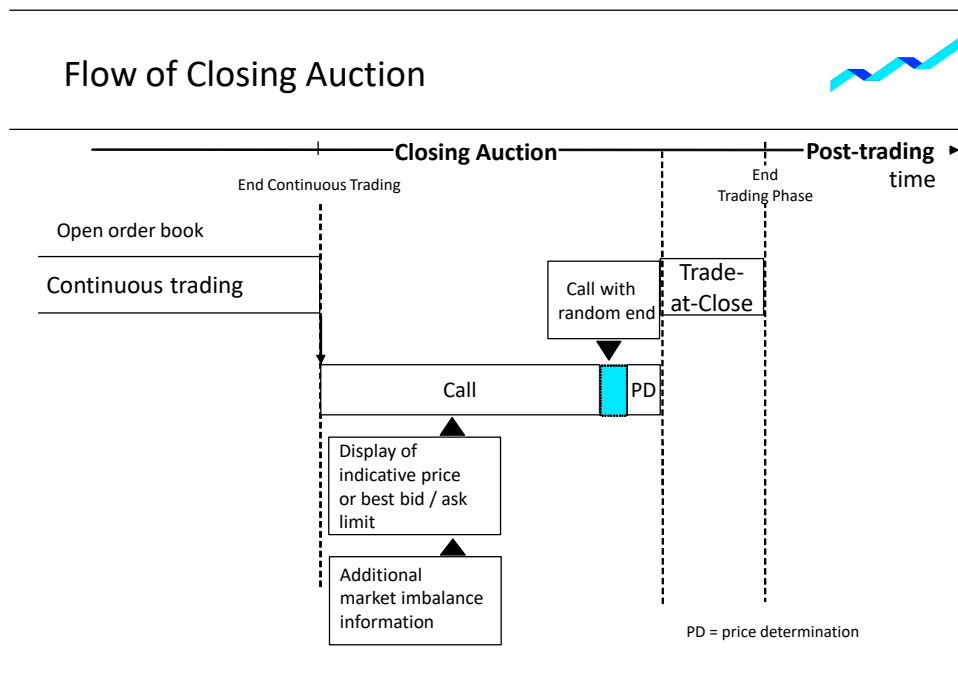 Flow of Closing Auction
Closing Auction
Post-trading
time
End Continuous Trading
End
Trading Phase
Open order book
Continuous trading
Call with
random end
Trade-
at-Close
Call
PD
Display of
indicative price
or best bid / ask
limit
Additional
market imbalance
information
PD = price determination